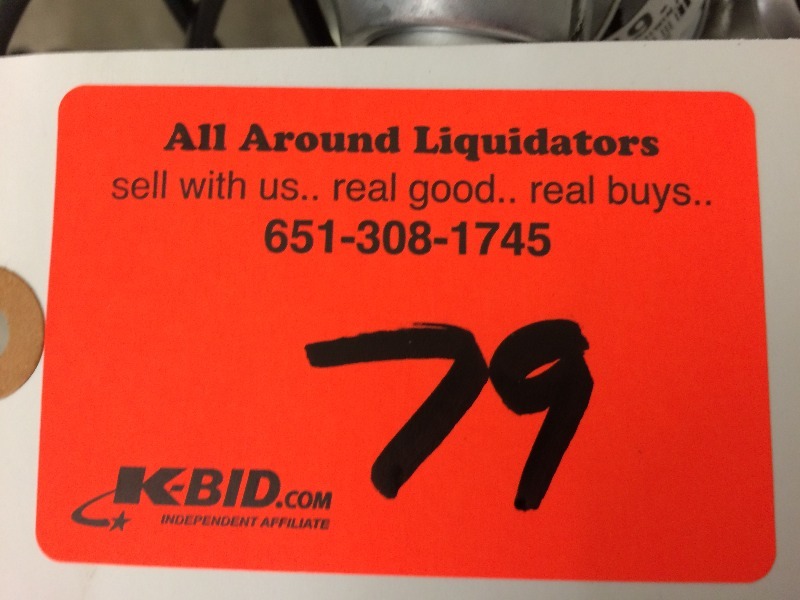 All Around Liquidators
sell with us.. real good.. real buys..
651-308-1745
79
K-BID.COM
INDEPENDENT AFFILIATE